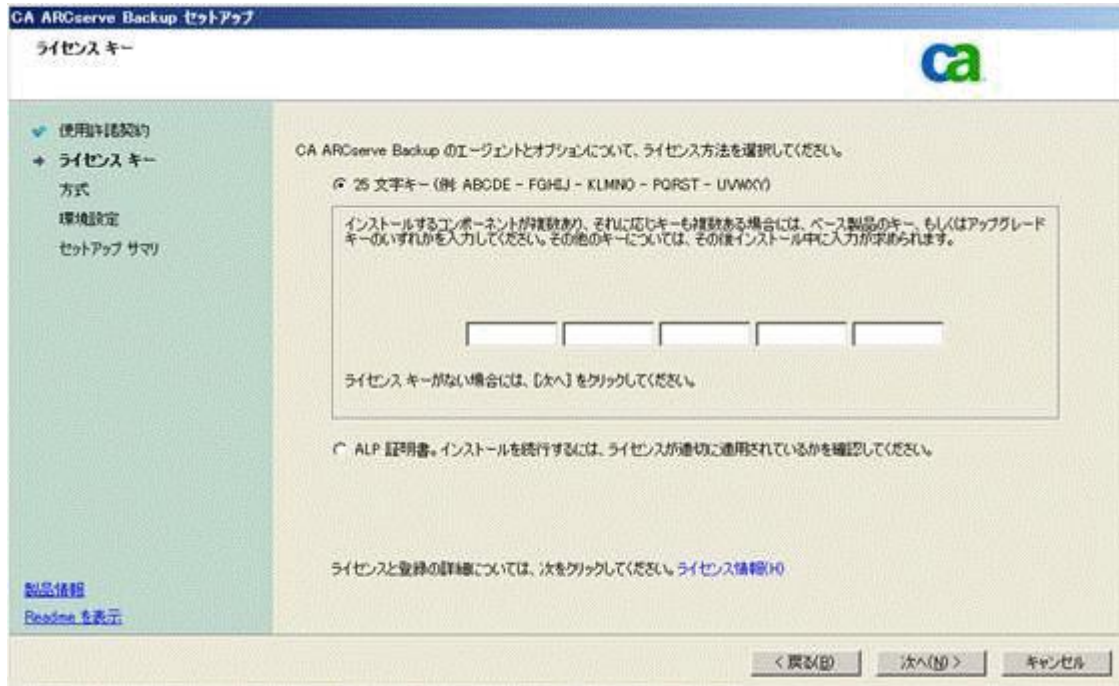 CA ARCserve Backup セットアップ
ライセンス キー
ca
使用許諾契約
ライセンス キー
方式
環境設定
セットアップ サマリ
CA ARCserve Backup のエージェントとオプションについて、ライセンス方法を選択してください。
25 文字キー (例: ABCDE - FGHIJ - KLMNO - PQRST - UVWXY)
インストールするコンポーネントが複数あり、それに応じキーも複数ある場合には、ベース製品のキー、もしくはアップグレード
キーのいずれかを入力してください。その他のキーについては、その後インストール中に入力が求められます。
ライセンス キーがない場合には、[次へ] をクリックしてください。
ALP 証明書。インストールを続行するには、ライセンスが適切に適用されているかを確認してください。
ライセンスと登録の詳細については、次をクリックしてください。ライセンス情報(H)
製品情報
Readme を表示
< 戻る(B)
次へ(N) >
キャンセル